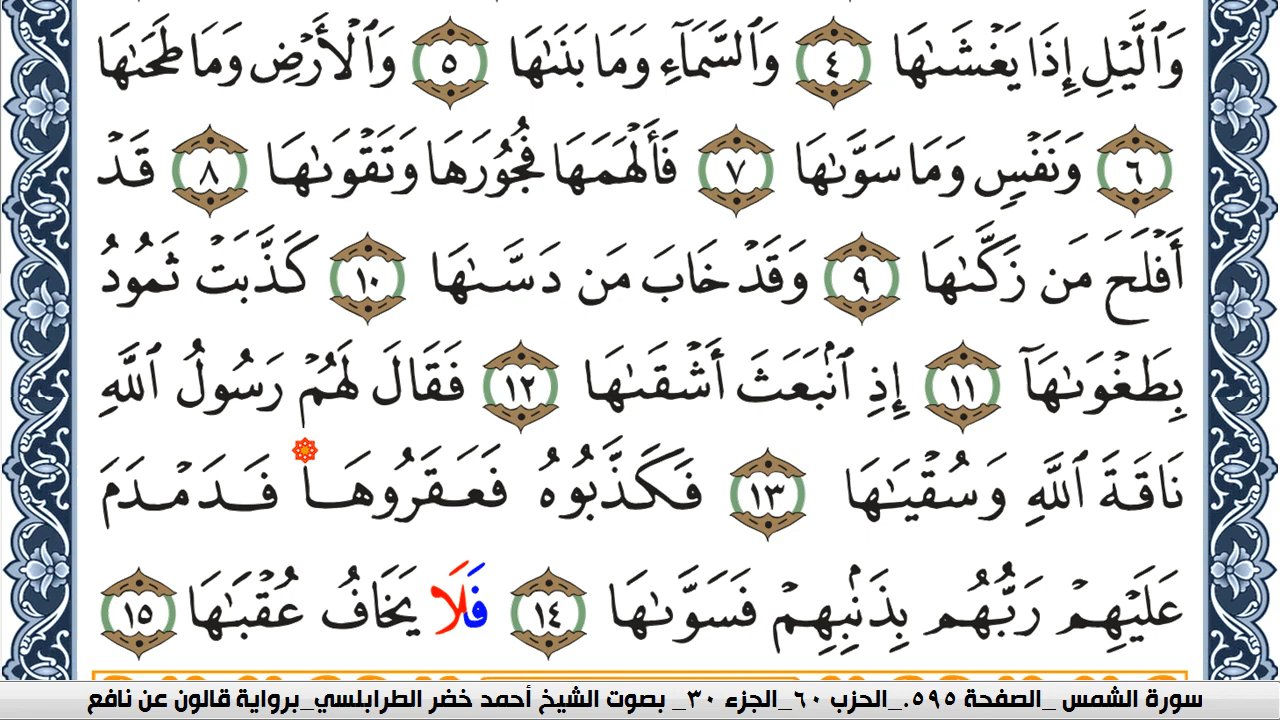 وَٱلَّيْلِ إِذَا يَغْشَىٰهَا ٤ وَٱلسَّمَآءِ وَمَا بَنَىٰهَا ٥ وَٱلْأَرْضِ وَمَا طَحَىٰهَا
٦ وَنَفْسٍ وَمَا سَوَّىٰهَا ٧ فَأَلْهَمَهَا فُجُورَهَا وَتَقْوَىٰهَا ٨ قَدْ
أَفْلَحَ مَن زَكَّىٰهَا ٩ وَقَدْ خَابَ مَن دَسَّىٰهَا ١٠ كَذَّبَتْ ثَمُودُ
بِطَغْوَىٰهَآ ١١ إِذِ ٱنۢبَعَثَ أَشْقَىٰهَا ١٢ فَقَالَ لَهُمْ رَسُولُ ٱللَّهِ
نَاقَةَ ٱللَّهِ وَسُقْيَـٰهَا ١٣ فَكَذَّبُوهُ فَعَقَرُوهَا فَدَمْدَمَ
عَلَيْهِمْ رَبُّهُم بِذَنۢبِهِمْ فَسَوَّىٰهَا ١٤ فَلَا يَخَافُ عُقْبَـٰهَا ١٥
سورة الشمس _الصفحة ٥٩٥._الحزب ٦٠_الجزء ٣٠_ بصوت الشيخ أحمد خضر الطرابلسي_برواية قالون عن نافع